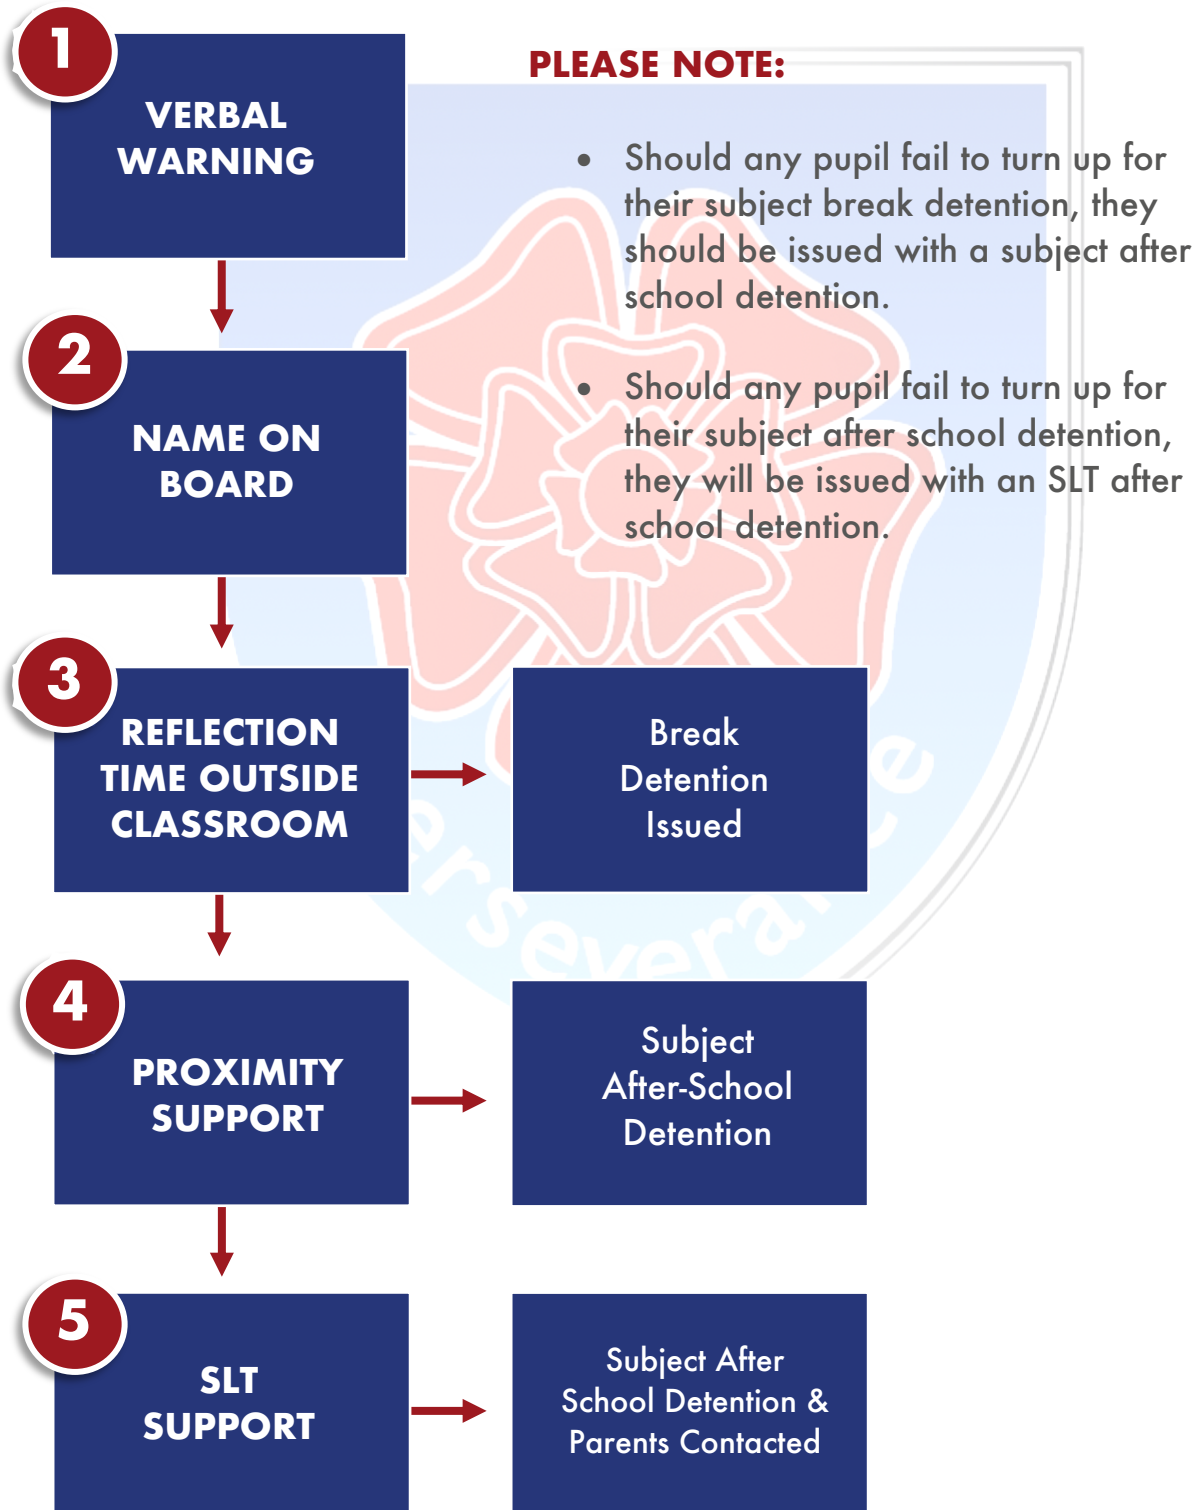 1
VERBAL
WARNING
PLEASE NOTE:
• Should any pupil fail to turn up for
their subject break detention, they
should be issued with a subject after
school detention.
• Should any pupil fail to turn up for
their subject after school detention,
they will be issued with an SLT after
school detention.
2
NAME ON
BOARD
3
REFLECTION
TIME OUTSIDE
CLASSROOM
Break
Detention
Issued
4
PROXIMITY
SUPPORT
Subject
After-School
Detention
5
SLT
SUPPORT
Subject After
School Detention &
Parents Contacted